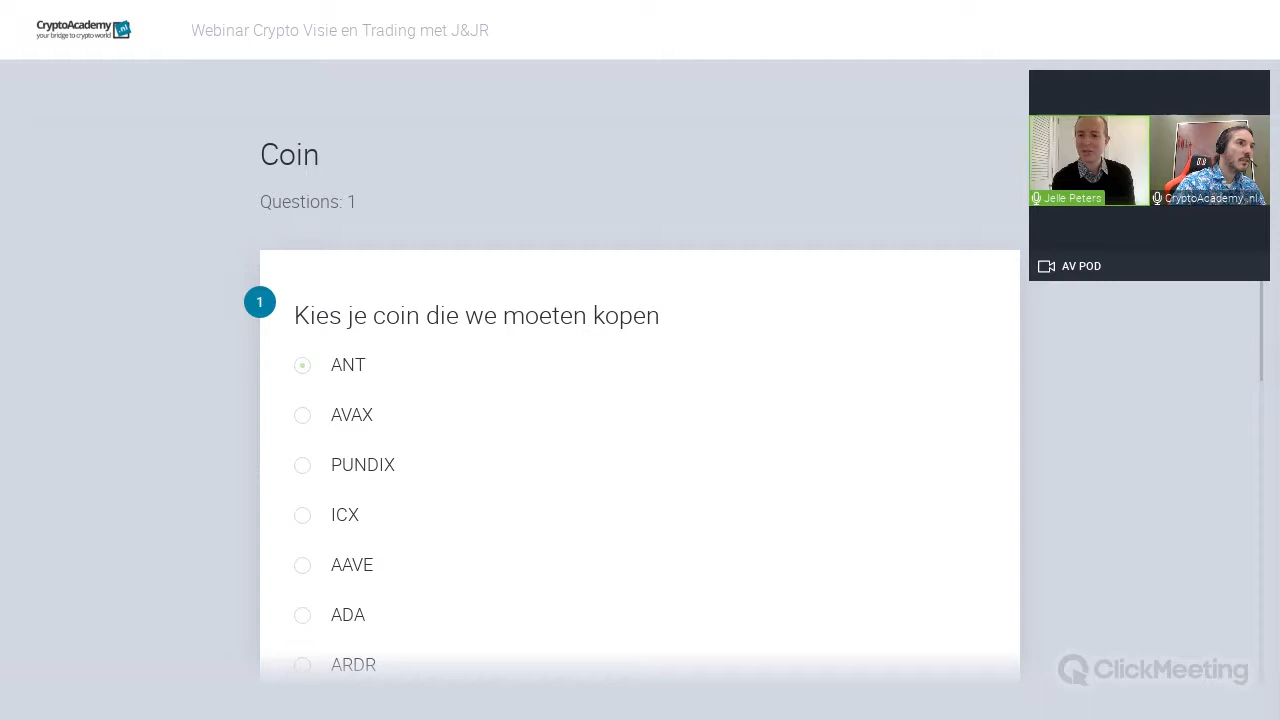 CryptoAcademy.nl
your bridge to crypto world
Webinar Crypto Visie en Trading met J&JR
Coin
Questions: 1
1
Kies je coin die we moeten kopen
ANT
AVAX
PUNDIX
ICX
AAVE
ADA
ARDR
Jelle Peters
CryptoAcademy .nl
AV POD
ClickMeeting